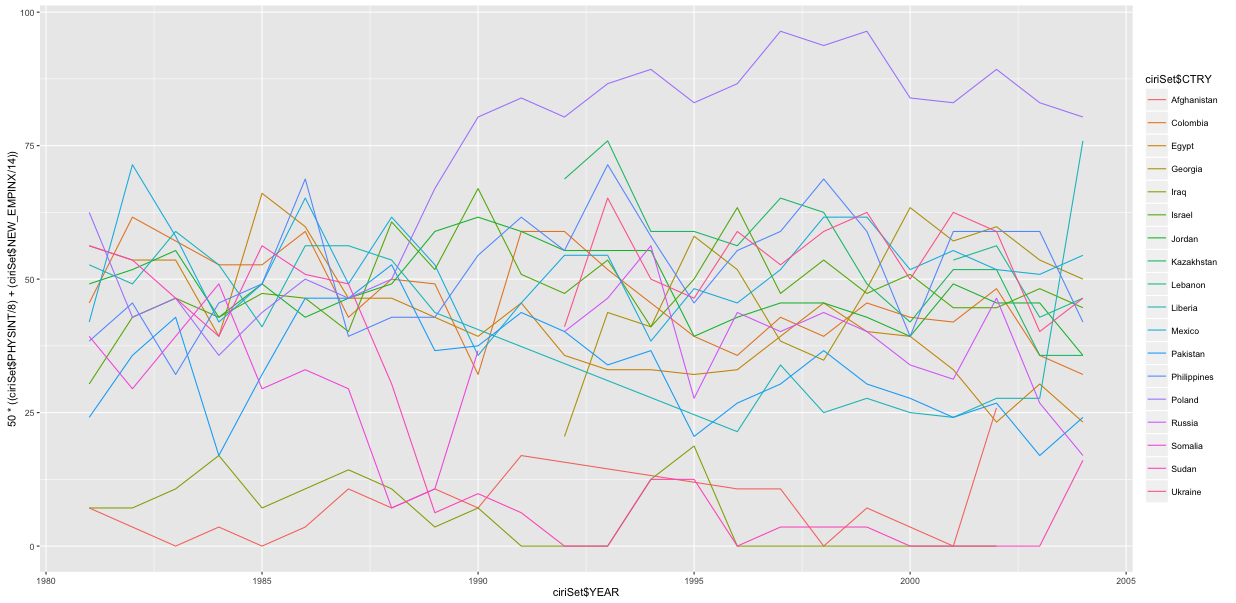 100
75
50
25
0
50 * ((ciriSet$PHYSINT/8) + (ciriSet$NEW_EMPINX/14))
1980
1985
1990
1995
2000
2005
ciriSet$YEAR
ciriSet$CTRY
Afghanistan
Colombia
Egypt
Georgia
Iraq
Israel
Jordan
Kazakhstan
Lebanon
Liberia
Mexico
Pakistan
Philippines
Poland
Russia
Somalia
Sudan
Ukraine